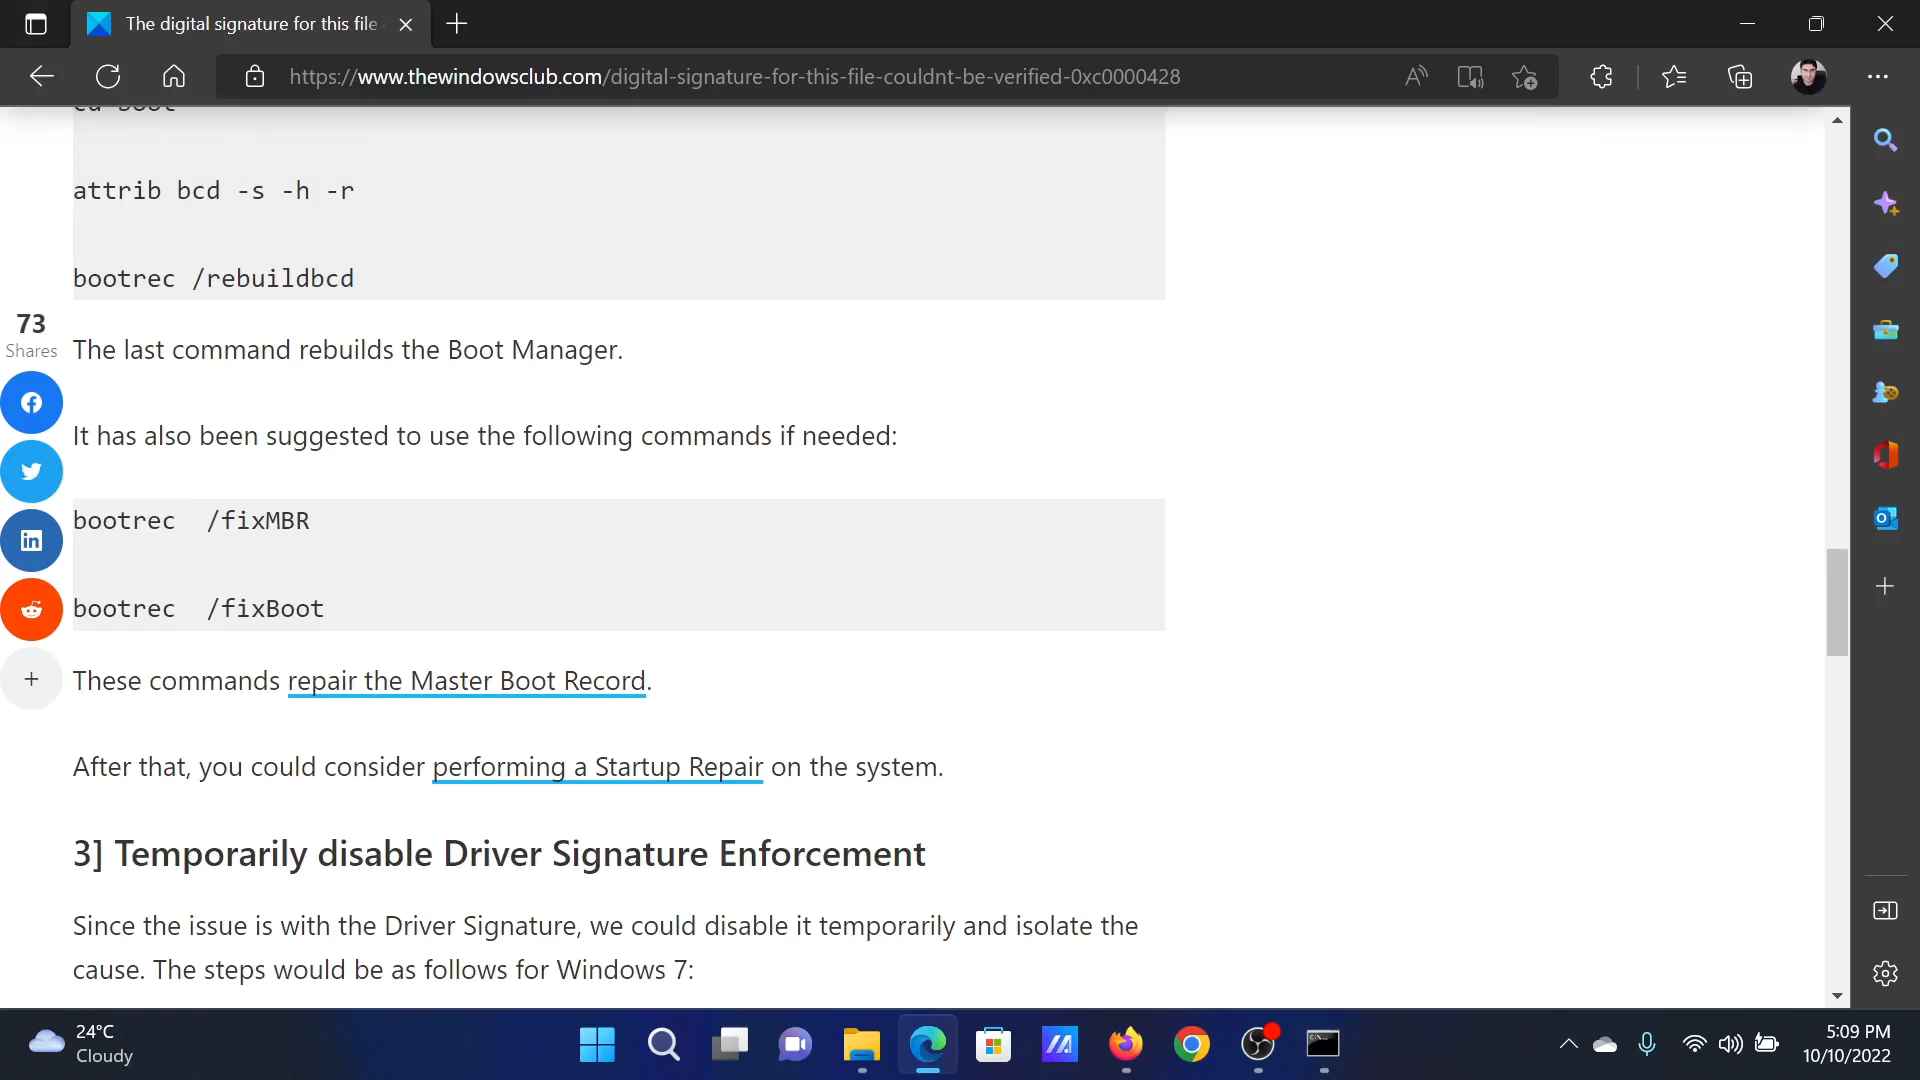 The digital signature for this file
https://www.thewindowsclub.com/digital-signature-for-this-file-couldnt-be-verified-0xc0000428
cd boot
attrib bcd -s -h -r
bootrec /rebuildbcd
73
Shares
The last command rebuilds the Boot Manager.
It has also been suggested to use the following commands if needed:
bootrec  /fixMBR
bootrec  /fixBoot
These commands repair the Master Boot Record.
After that, you could consider performing a Startup Repair on the system.
3] Temporarily disable Driver Signature Enforcement
Since the issue is with the Driver Signature, we could disable it temporarily and isolate the
cause. The steps would be as follows for Windows 7:
24°C
Cloudy
5:09 PM
10/10/2022